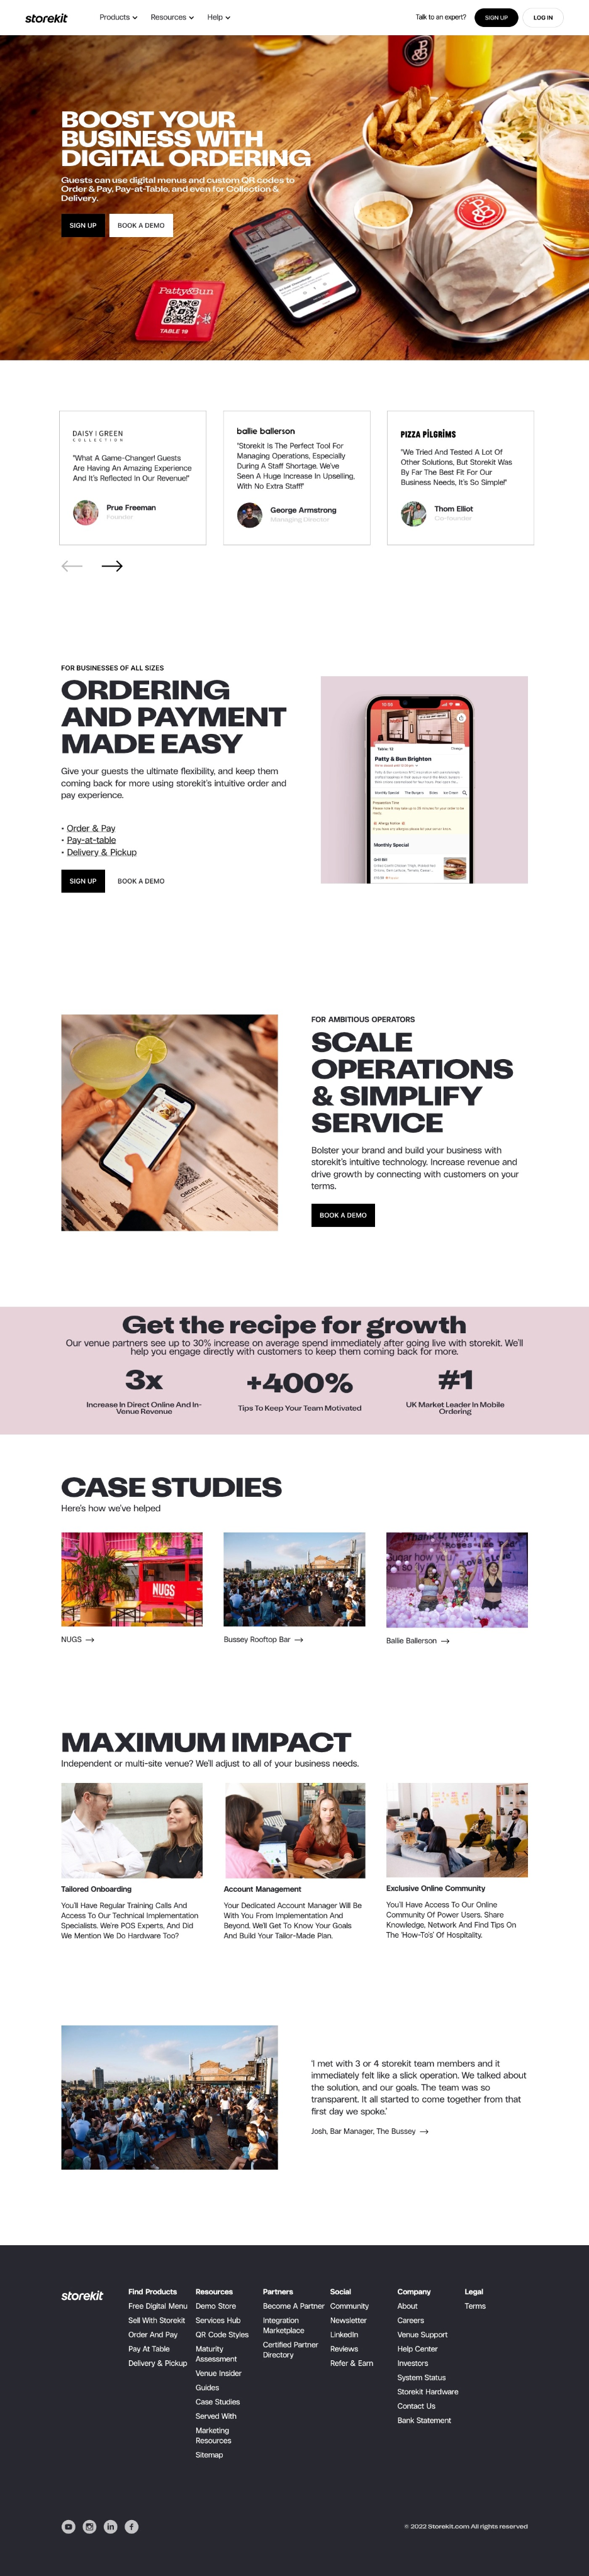 storekit
Products
Resources
Help
Talk to an expert?
SIGN UP
LOG IN
BOOST YOUR
BUSINESS WITH
DIGITAL ORDERING
Guests can use digital menus and custom QR codes to
Order & Pay, Pay-at-Table, and even for Collection &
Delivery.
SIGN UP
BOOK A DEMO
Patty&Bun
TABLE 19
DAISY GREEN
COLLECTION
"What A Game-Changer! Guests
Are Having An Amazing Experience
And It's Reflected In Our Revenue!"
Prue Freeman
Founder
ballie ballerson
"Storekit Is The Perfect Tool For
Managing Operations, Especially
During A Staff Shortage. We've
Seen A Huge Increase In Upselling,
With No Extra Staff!"
George Armstrong
Managing Director
PIZZA PILGRIMS
"We Tried And Tested A Lot Of
Other Solutions, But Storekit Was
By Far The Best Fit For Our
Business Needs, It's So Simple!"
Thom Elliot
Co-founder
FOR BUSINESSES OF ALL SIZES
ORDERING
AND PAYMENT
MADE EASY
Give your guests the ultimate flexibility, and keep them
coming back for more using storekit's intuitive order and
pay experience.
• Order & Pay
• Pay-at-table
• Delivery & Pickup
SIGN UP
BOOK A DEMO
10:55
Table: 12
Change
Patty & Bun Brighton
Monthly Special
The Burgers
Sides
Ice Cream
Preparation Time
Allergy Notice
Monthly Special
FOR AMBITIOUS OPERATORS
SCALE
OPERATIONS
& SIMPLIFY
SERVICE
Bolster your brand and build your business with
storekit's intuitive technology. Increase revenue and
drive growth by connecting with customers on your
terms.
BOOK A DEMO
ORDER HERE
Get the recipe for growth
Our venue partners see up to 30% increase on average spend immediately after going live with storekit. We'll
help you engage directly with customers to keep them coming back for more.
3x
Increase In Direct Online And In-
Venue Revenue
+400%
Tips To Keep Your Team Motivated
#1
UK Market Leader In Mobile
Ordering
CASE STUDIES
Here's how we've helped
NUGS
NUGS
Bussey Rooftop Bar
Ballie Ballerson
MAXIMUM IMPACT
Independent or multi-site venue? We'll adjust to all of your business needs.
Tailored Onboarding
You'll Have Regular Training Calls And
Access To Our Technical Implementation
Specialists. We're POS Experts, And Did
We Mention We Do Hardware Too?
Account Management
Your Dedicated Account Manager Will Be
With You From Implementation And
Beyond. We'll Get To Know Your Goals
And Build Your Tailor-Made Plan.
Exclusive Online Community
You'll Have Access To Our Online
Community Of Power Users. Share
Knowledge, Network And Find Tips On
The 'How-To's' Of Hospitality.
'I met with 3 or 4 storekit team members and it
immediately felt like a slick operation. We talked about
the solution, and our goals. The team was so
transparent. It all started to come together from that
first day we spoke.'
Josh, Bar Manager, The Bussey
storekit
Find Products
Free Digital Menu
Sell With Storekit
Order And Pay
Pay At Table
Delivery & Pickup
Resources
Demo Store
Services Hub
QR Code Styles
Maturity
Assessment
Venue Insider
Guides
Case Studies
Served With
Marketing
Resources
Sitemap
Partners
Become A Partner
Integration
Marketplace
Certified Partner
Directory
Social
Community
Newsletter
LinkedIn
Reviews
Refer & Earn
Company
About
Careers
Venue Support
Help Center
Investors
System Status
Storekit Hardware
Contact Us
Bank Statement
Legal
Terms
© 2022 Storekit.com All rights reserved